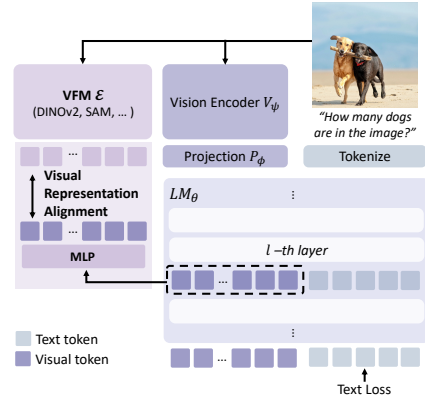 VFM ℰ
(DINOv2, SAM, ... )
Vision Encoder V_ψ
“How many dogs
are in the image?”
Projection P_ϕ
Tokenize
...
Visual
Representation
Alignment
...
MLP
LM_θ
⋮
l –th layer
...
⋮
Text token
Visual token
...
Text Loss